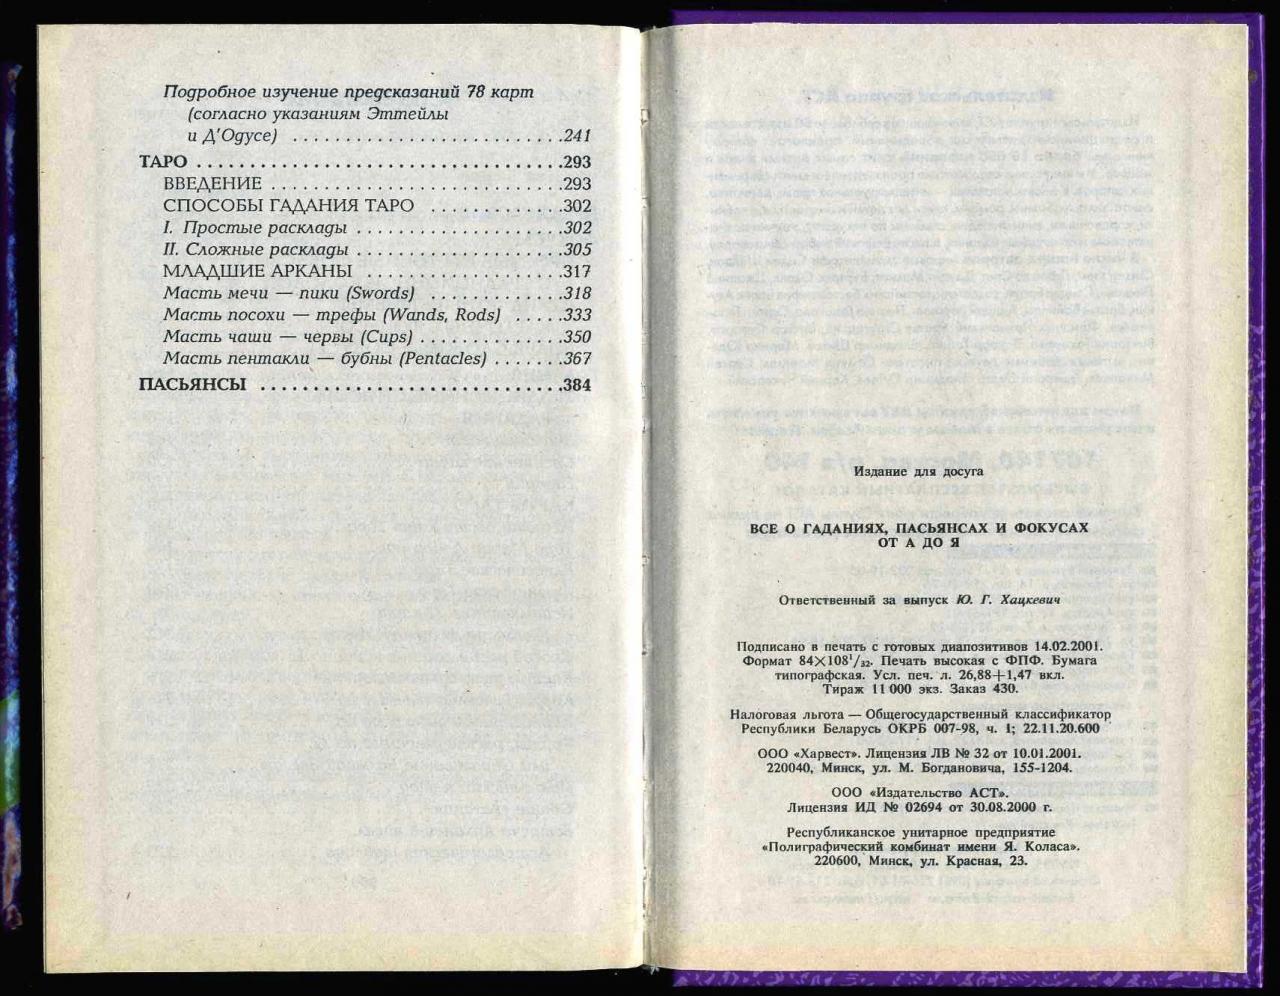 Подробное изучение предсказаний 78 карт
(согласно указаниям Эттейлы
и Д'Одусе) . . . . . . . . . . . . . . . . . . . . . . . . . .241
ТАРО . . . . . . . . . . . . . . . . . . . . . . . . . . . . . . . . . . .293
ВВЕДЕНИЕ . . . . . . . . . . . . . . . . . . . . . . . . . . . .293
СПОСОБЫ ГАДАНИЯ ТАРО . . . . . . . . . . . . .302
I. Простые расклады . . . . . . . . . . . . . . . . . . . .302
II. Сложные расклады . . . . . . . . . . . . . . . . . . . .305
МЛАДШИЕ АРКАНЫ . . . . . . . . . . . . . . . . . . .317
Масть мечи — пики (Swords) . . . . . . . . . . . . .318
Масть посохи — трефы (Wands, Rods) . . . . .333
Масть чаши — червы (Cups) . . . . . . . . . . . . . .350
Масть пентакли — бубны (Pentacles) . . . . . . .367
ПАСЬЯНСЫ . . . . . . . . . . . . . . . . . . . . . . . . . . . .384
Издание для досуга
ВСЕ О ГАДАНИЯХ, ПАСЬЯНСАХ И ФОКУСАХ
ОТ А ДО Я
Ответственный за выпуск Ю. Г. Хацкевич
Подписано в печать с готовых диапозитивов 14.02.2001.
Формат 84×108¹/₃₂. Печать высокая с ФПФ. Бумага
типографская. Усл. печ. л. 26,88+1,47 вкл.
Тираж 11 000 экз. Заказ 430.
Налоговая льгота — Общегосударственный классификатор
Республики Беларусь ОКРБ 007-98, ч. 1; 22.11.20.600
ООО «Харвест». Лицензия ЛВ № 32 от 10.01.2001.
220040, Минск, ул. М. Богдановича, 155-1204.
ООО «Издательство АСТ».
Лицензия ИД № 02694 от 30.08.2000 г.
Республиканское унитарное предприятие
«Полиграфический комбинат имени Я. Коласа».
220600, Минск, ул. Красная, 23.